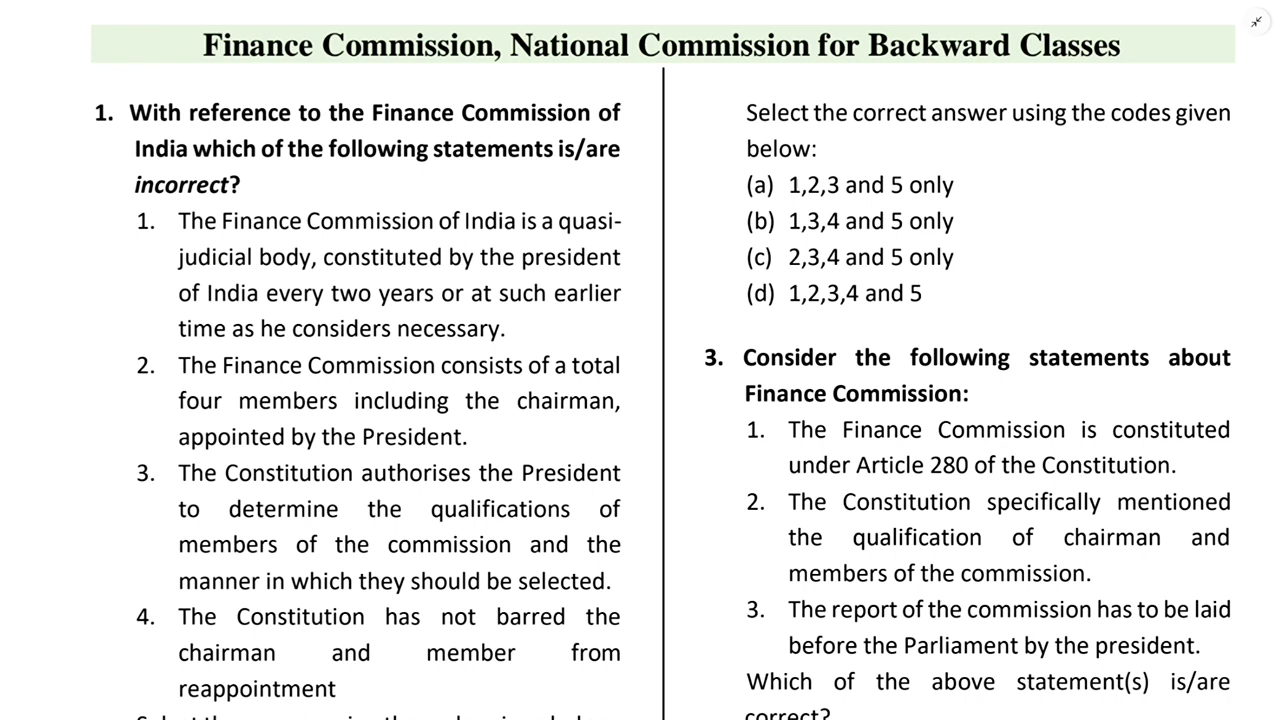 Finance Commission, National Commission for Backward Classes
1. With reference to the Finance Commission of
India which of the following statements is/are
incorrect?
1. The Finance Commission of India is a quasi-
judicial body, constituted by the president
of India every two years or at such earlier
time as he considers necessary.
2. The Finance Commission consists of a total
four members including the chairman,
appointed by the President.
3. The Constitution authorises the President
to determine the qualifications of
members of the commission and the
manner in which they should be selected.
4. The Constitution has not barred the
chairman and member from
reappointment
Select the correct answer using the codes given
below:
(a) 1,2,3 and 5 only
(b) 1,3,4 and 5 only
(c) 2,3,4 and 5 only
(d) 1,2,3,4 and 5
3. Consider the following statements about
Finance Commission:
1. The Finance Commission is constituted
under Article 280 of the Constitution.
2. The Constitution specifically mentioned
the qualification of chairman and
members of the commission.
3. The report of the commission has to be laid
before the Parliament by the president.
Which of the above statement(s) is/are
correct?